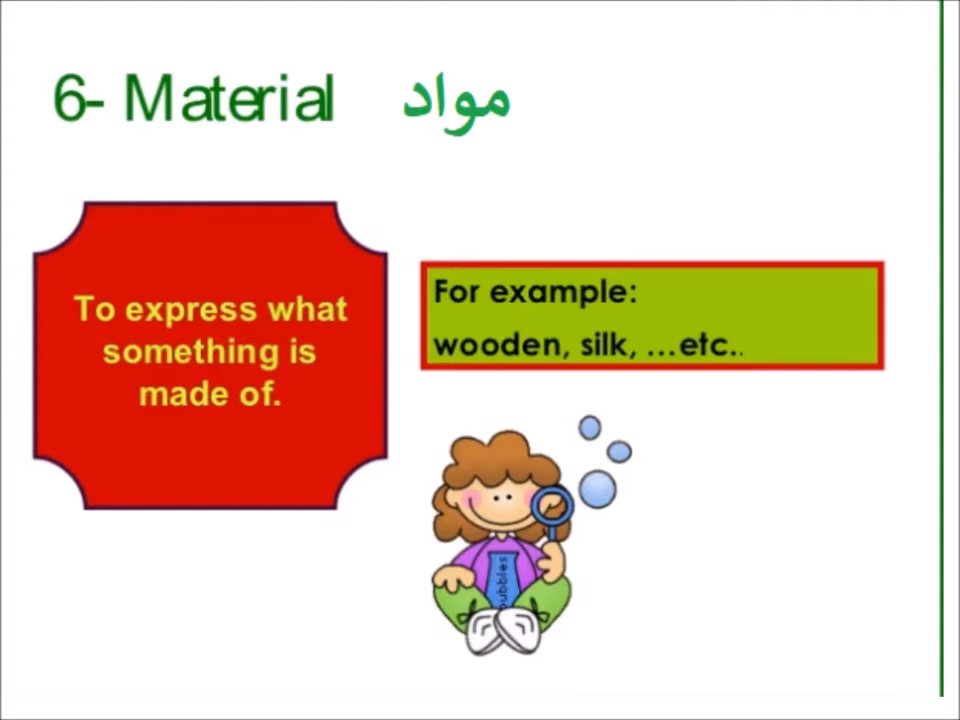 6- Material مواد
To express what
something is
made of.
For example:
wooden, silk, ...etc..
bubbles